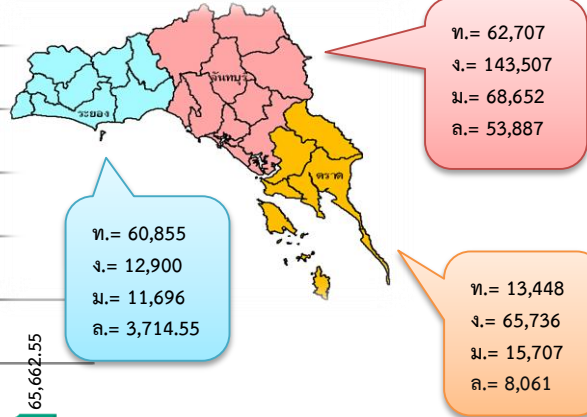 ท.= 62,707
ง.= 143,507
ม.= 68,652
ล.= 53,887
จันทบุรี
ระยอง
ตราด
ท.= 60,855
ง.= 12,900
ม.= 11,696
ล.= 3,714.55
ท.= 13,448
ง.= 65,736
ม.= 15,707
ล.= 8,061
65,662.55